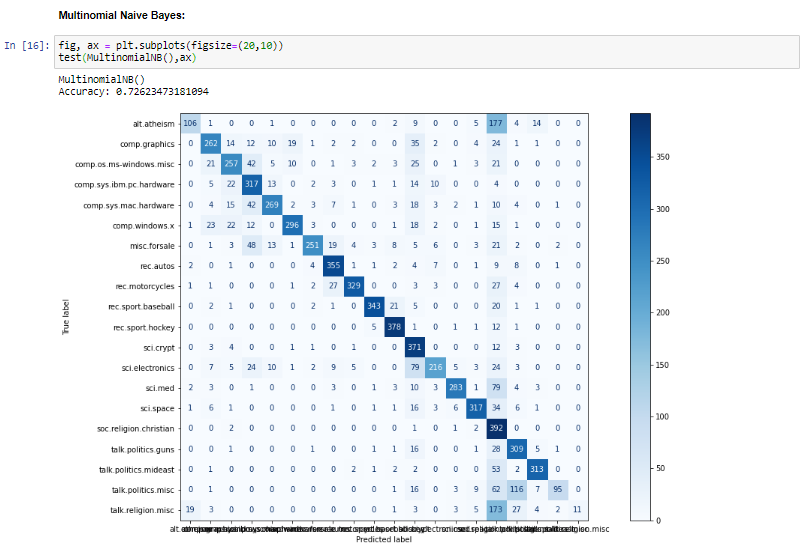 Multinomial Naive Bayes:
In [16]: fig, ax = plt.subplots(figsize=(20,10))
test(MultinomialNB(),ax)
MultinomialNB()
Accuracy: 0.72623473181094
True label
alt.atheism 106 1 0 0 1 0 0 0 0 0 2 9 0 0 5 177 4 14 0 0
comp.graphics 0 262 14 12 10 19 1 2 2 0 0 35 2 0 4 24 1 1 0 0
comp.os.ms-windows.misc 0 21 257 42 5 10 0 1 3 2 3 25 0 1 3 21 0 0 0 0
comp.sys.ibm.pc.hardware 0 5 22 317 13 0 2 3 0 1 1 14 10 0 0 4 0 0 0 0
comp.sys.mac.hardware 0 4 15 42 269 2 3 7 1 0 3 18 3 2 1 10 4 0 1 0
comp.windows.x 1 23 22 12 0 296 3 0 0 0 1 18 2 0 1 15 1 0 0 0
misc.forsale 0 1 3 48 13 1 251 19 4 3 8 5 6 0 3 21 2 0 2 0
rec.autos 2 0 1 0 0 0 4 355 1 1 2 4 7 0 1 9 8 0 1 0
rec.motorcycles 1 1 0 0 0 1 2 27 329 0 0 3 3 0 0 27 4 0 0 0
rec.sport.baseball 0 2 1 0 0 0 2 1 0 343 21 5 0 0 0 20 1 1 0 0
rec.sport.hockey 0 0 0 0 0 0 0 0 0 5 378 1 0 1 1 12 1 0 0 0
sci.crypt 0 3 4 0 0 1 1 0 1 0 0 371 0 0 0 12 3 0 0 0
sci.electronics 0 7 5 24 10 1 2 9 5 0 0 79 216 5 3 24 3 0 0 0
sci.med 2 3 0 1 0 0 0 3 0 1 3 10 3 283 1 79 4 3 0 0
sci.space 1 6 1 0 0 1 0 1 0 1 1 16 3 6 317 34 6 1 0 0
soc.religion.christian 0 0 2 0 0 0 0 0 0 0 0 1 0 1 2 392 0 0 0 0
talk.politics.guns 0 0 0 0 0 1 0 0 0 1 1 16 0 0 1 28 309 5 1 0
talk.politics.mideast 0 1 0 0 0 0 0 0 2 1 2 2 0 0 0 53 2 313 0 0
talk.politics.misc 0 1 0 0 0 0 0 0 0 1 0 16 0 3 9 62 116 7 95 0
talk.religion.misc 19 3 0 0 0 0 0 0 0 0 1 9 0 3 5 173 27 4 2 11
Predicted label
350
300
250
200
150
100
50
0